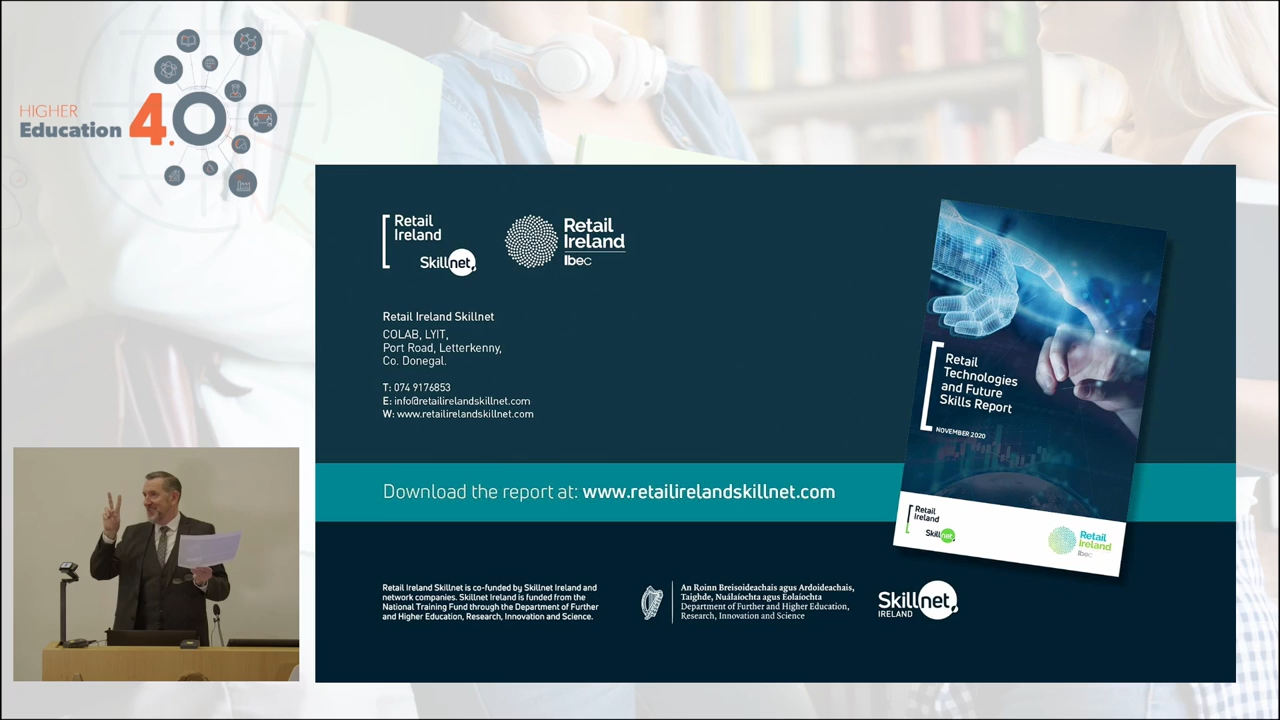 HIGHER
Education 4.0
Retail
Ireland
Skillnet
Retail
Ireland
Ibec
Retail Ireland Skillnet
COLAB, LYIT,
Port Road, Letterkenny,
Co. Donegal.
T: 074 9176853
E: info@retailirelandskillnet.com
W: www.retailirelandskillnet.com
Download the report at: www.retailirelandskillnet.com
Retail
Technologies
and Future
Skills Report
NOVEMBER 2020
Retail
Ireland
Skillnet
Retail
Ireland
Ibec
Retail Ireland Skillnet is co-funded by Skillnet Ireland and
network companies. Skillnet Ireland is funded from the
National Training Fund through the Department of Further
and Higher Education, Research, Innovation and Science.
An Roinn Breisoideachais agus Ardoideachais,
Taighde, Nuálaíochta agus Eolaíochta
Department of Further and Higher Education,
Research, Innovation and Science
Skillnet
IRELAND